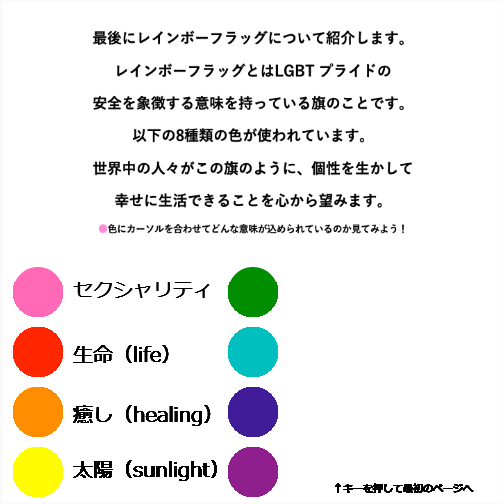 最後にレインボーフラッグについて紹介します。
レインボーフラッグとはLGBT プライドの
安全を象徴する意味を持っている旗のことです。
以下の8種類の色が使われています。
世界中の人々がこの旗のように、個性を生かして
幸せに生活できることを心から望みます。
●色にカーソルを合わせてどんな意味が込められているのか見てみよう！
セクシャリティ
生命（life）
癒し（healing）
太陽（sunlight）
↑キーを押して最初のページへ